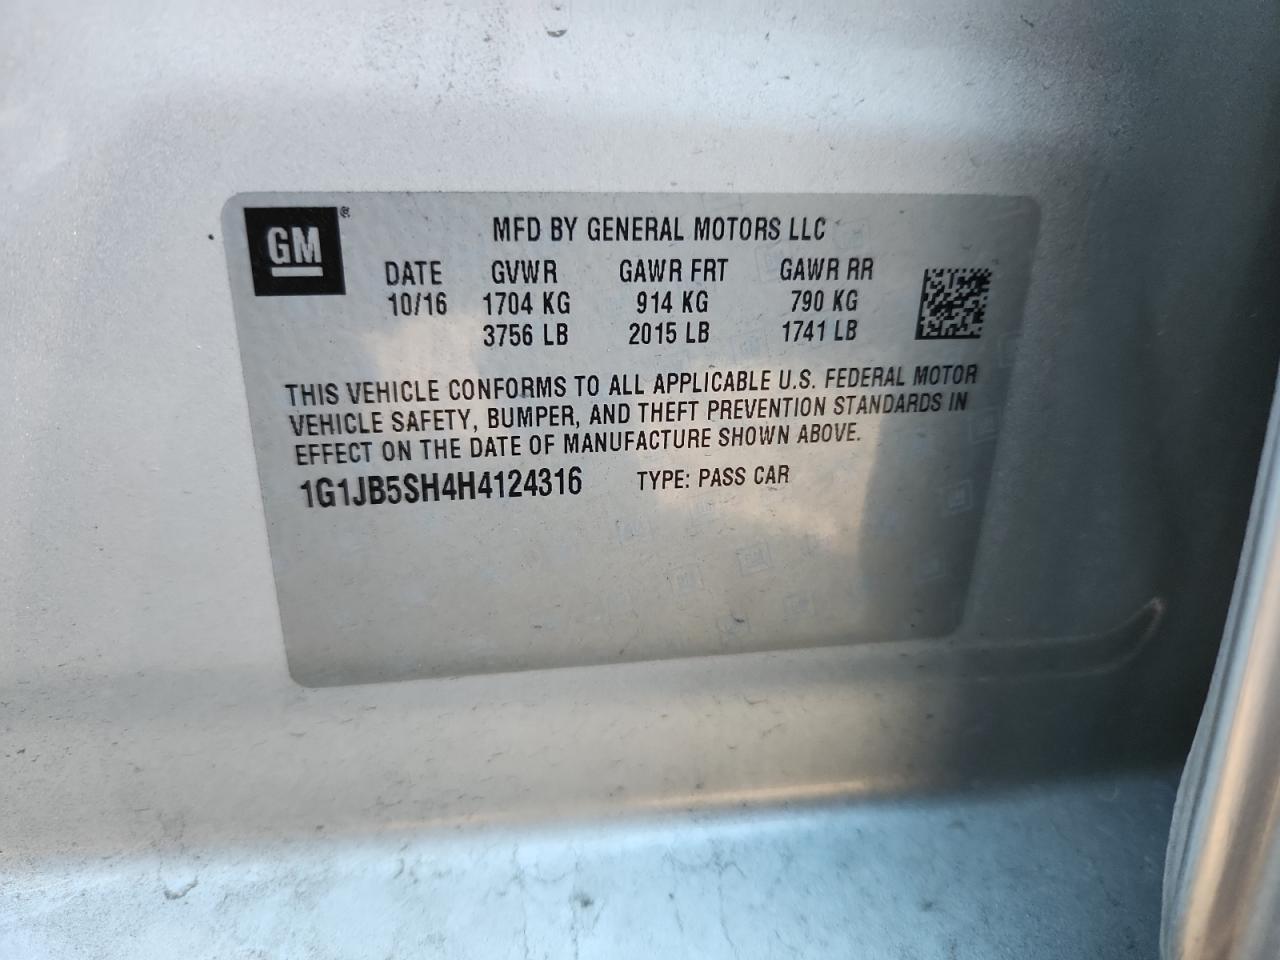 GM®
MFD BY GENERAL MOTORS LLC
DATE GVWR GAWR FRT GAWR RR
10/16 1704 KG 914 KG 790 KG
3756 LB 2015 LB 1741 LB
THIS VEHICLE CONFORMS TO ALL APPLICABLE U.S. FEDERAL MOTOR
VEHICLE SAFETY, BUMPER, AND THEFT PREVENTION STANDARDS IN
EFFECT ON THE DATE OF MANUFACTURE SHOWN ABOVE.
1G1JB5SH4H4124316 TYPE: PASS CAR